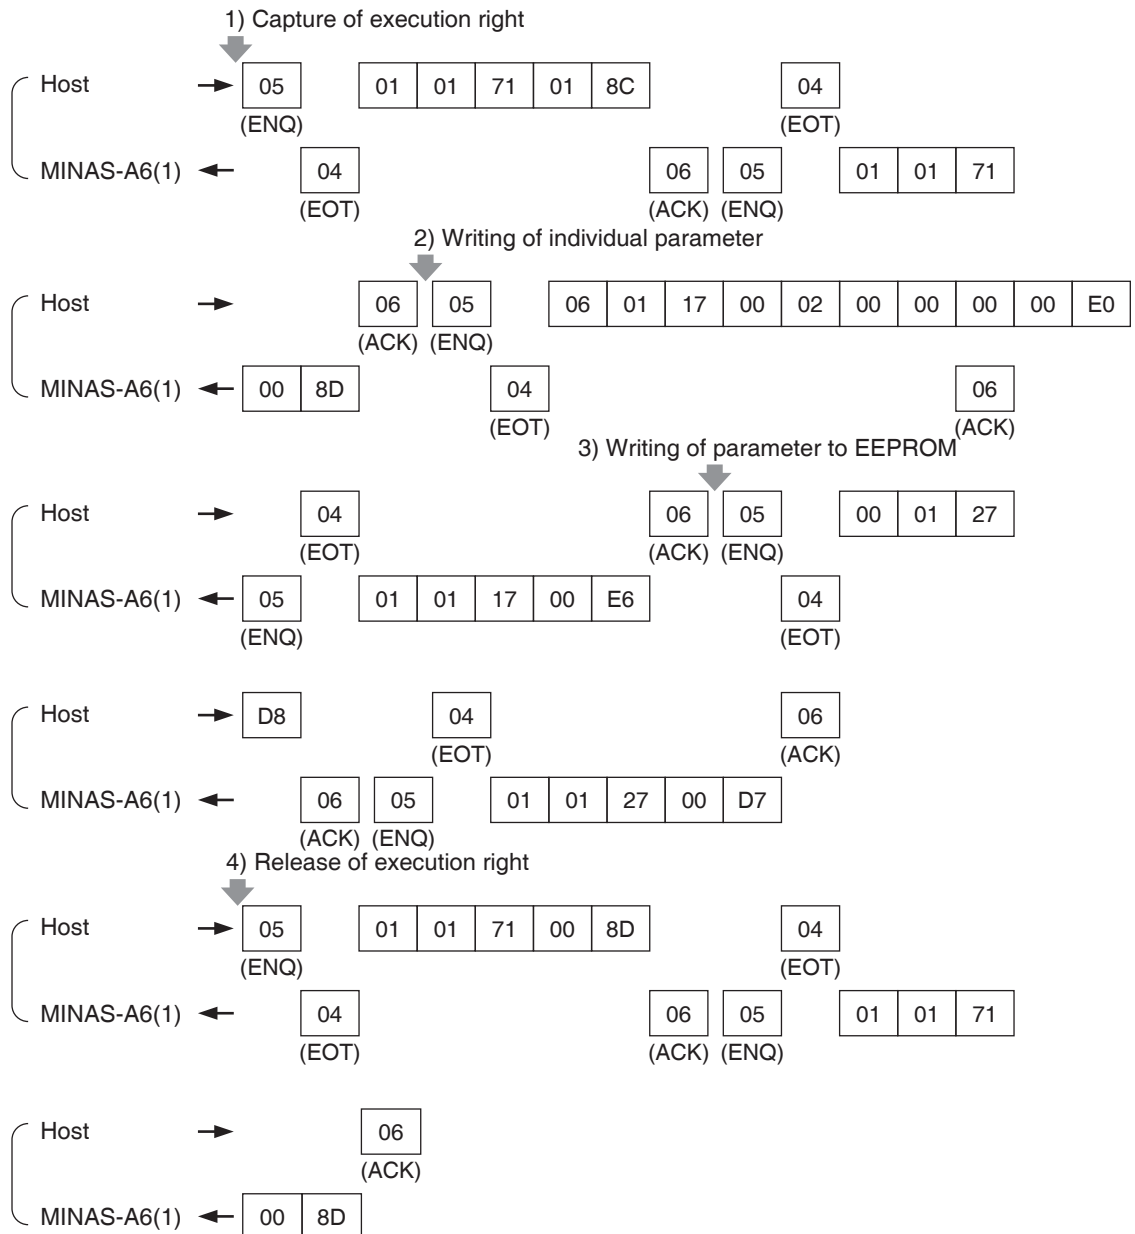 1) Capture of execution right
Host 05 01 01 71 01 8C 04
(ENQ) (EOT)
MINAS-A6(1) 04 06 05 01 01 71
(EOT) (ACK) (ENQ)
2) Writing of individual parameter
Host 06 05 06 01 17 00 02 00 00 00 00 E0
(ACK) (ENQ)
MINAS-A6(1) 00 8D 04 06
(EOT) (ACK)
3) Writing of parameter to EEPROM
Host 04 06 05 00 01 27
(EOT) (ACK) (ENQ)
MINAS-A6(1) 05 01 01 17 00 E6 04
(ENQ) (EOT)
Host D8 04 06
(EOT) (ACK)
MINAS-A6(1) 06 05 01 01 27 00 D7
(ACK) (ENQ)
4) Release of execution right
Host 05 01 01 71 00 8D 04
(ENQ) (EOT)
MINAS-A6(1) 04 06 05 01 01 71
(EOT) (ACK) (ENQ)
Host 06
(ACK)
MINAS-A6(1) 00 8D